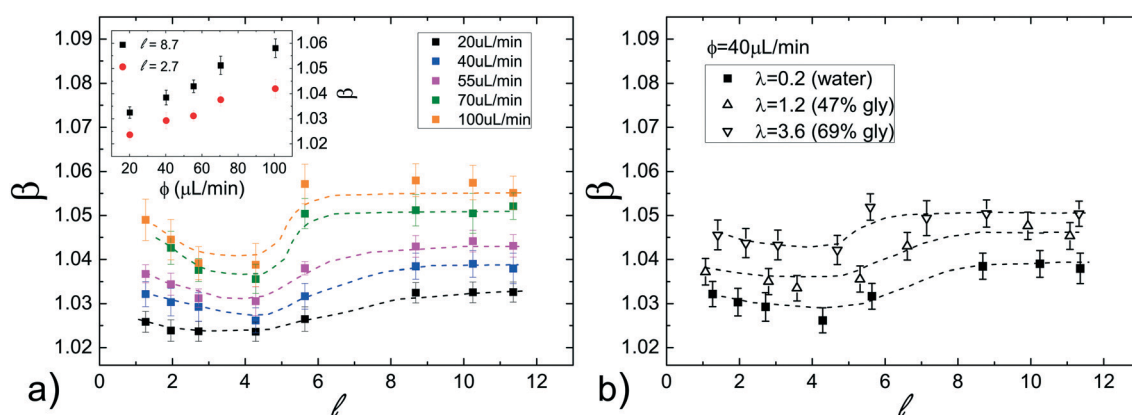 1.09
1.08
1.07
1.06
1.05
1.04
1.03
1.02
β
0 2 4 6 8 10 12
ℓ
a)
ℓ = 8.7
ℓ = 2.7
1.06
1.05
1.04
1.03
1.02
β
20 40 60 80 100
ϕ (μL/min)
20uL/min
40uL/min
55uL/min
70uL/min
100uL/min
1.09
1.08
1.07
1.06
1.05
1.04
1.03
1.02
β
0 2 4 6 8 10 12
ℓ
b)
ϕ=40μL/min
λ=0.2 (water)
λ=1.2 (47% gly)
λ=3.6 (69% gly)